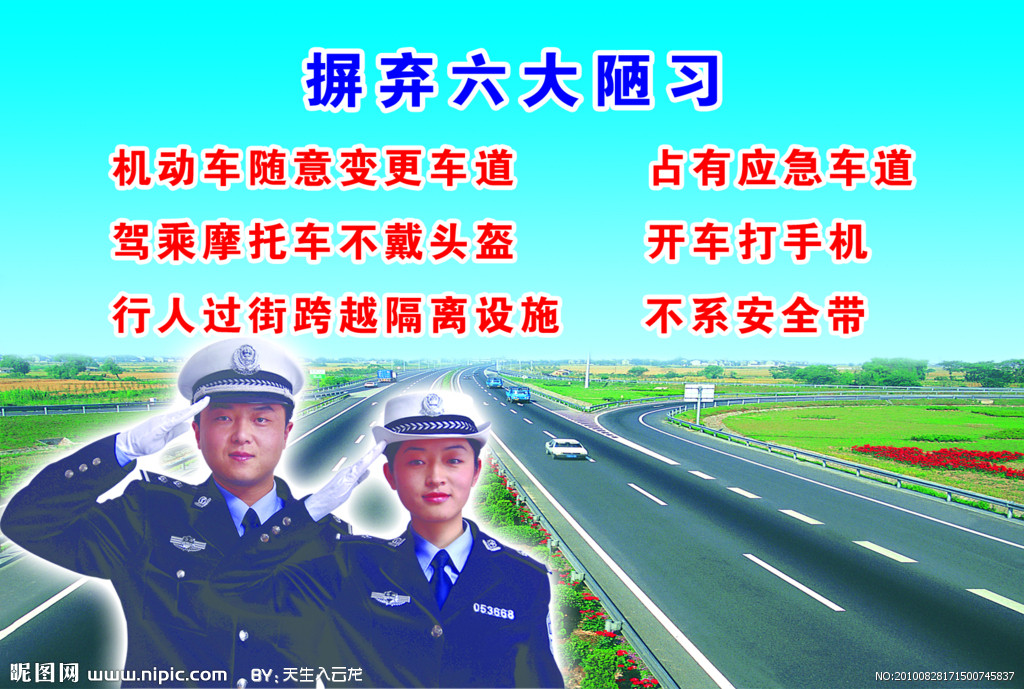 摒弃六大陋习
机动车随意变更车道
占有应急车道
驾乘摩托车不戴头盔
开车打手机
行人过街跨越隔离设施
不系安全带
053668
昵图网 www.nipic.com BY:天生入云龙
NO:20100828171500745837